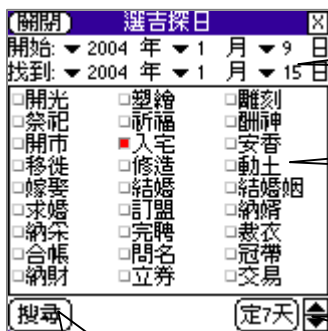 (關閉) 選吉探日 X
開始: 2004 年 1 月 9 日
找到: 2004 年 1 月 15 日
開光 塑繪 雕刻
祭祀 祈福 酬神
開市 入宅 安香
移徙 修造 動土
嫁娶 結婚 結婚姻
求婚 訂盟 納婿
納采 完聘 裁衣
合帳 問名 冠帶
納財 立券 交易
(搜尋) (定7天)